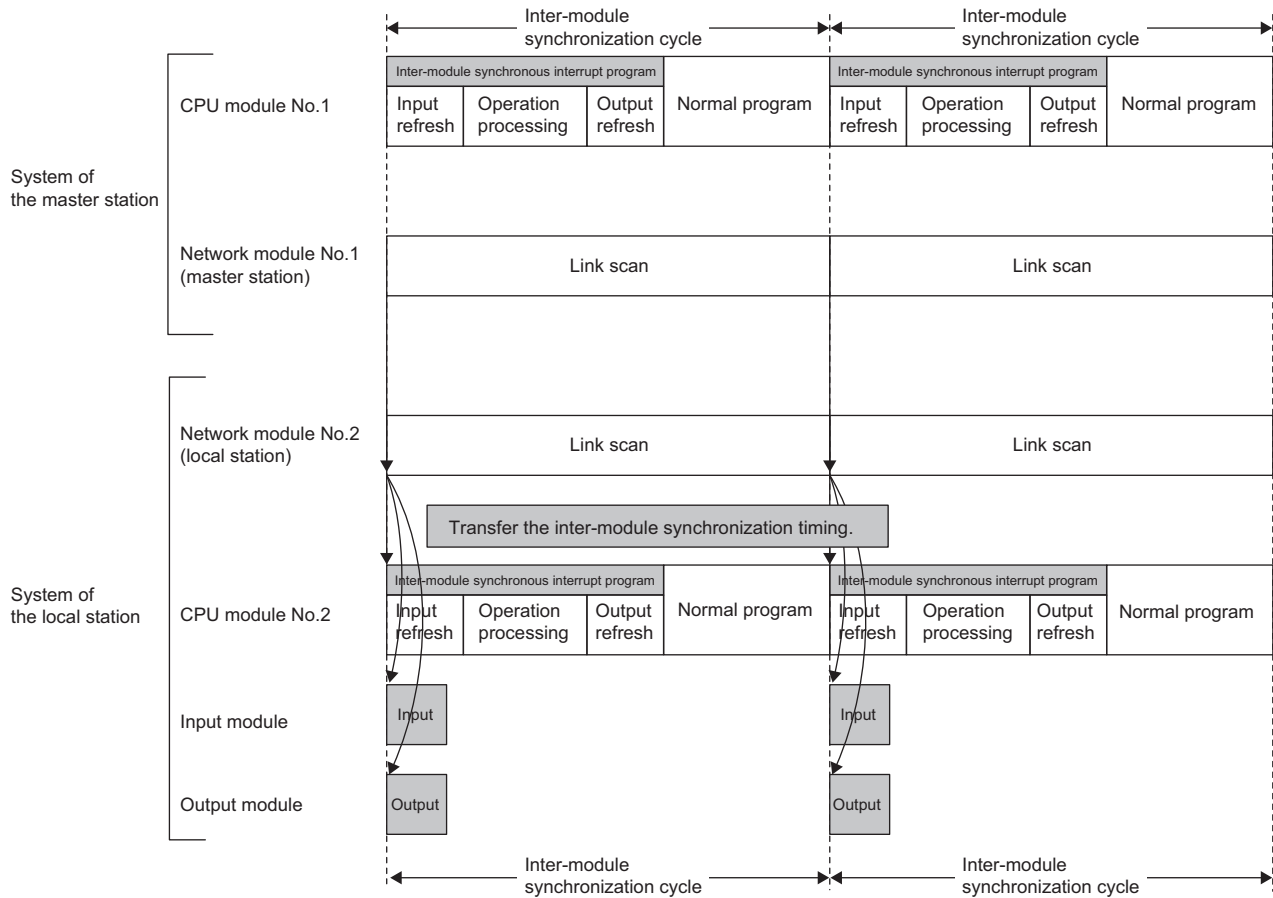 Inter-module
synchronization cycle
Inter-module
synchronization cycle
System of
the master station
CPU module No.1
Inter-module synchronous interrupt program
Input
refresh
Operation
processing
Output
refresh
Normal program
Inter-module synchronous interrupt program
Input
refresh
Operation
processing
Output
refresh
Normal program
Network module No.1
(master station)
Link scan
Link scan
System of
the local station
Network module No.2
(local station)
Link scan
Link scan
Transfer the inter-module synchronization timing.
CPU module No.2
Inter-module synchronous interrupt program
Input
refresh
Operation
processing
Output
refresh
Normal program
Inter-module synchronous interrupt program
Input
refresh
Operation
processing
Output
refresh
Normal program
Input module
Input
Input
Output module
Output
Output
Inter-module
synchronization cycle
Inter-module
synchronization cycle